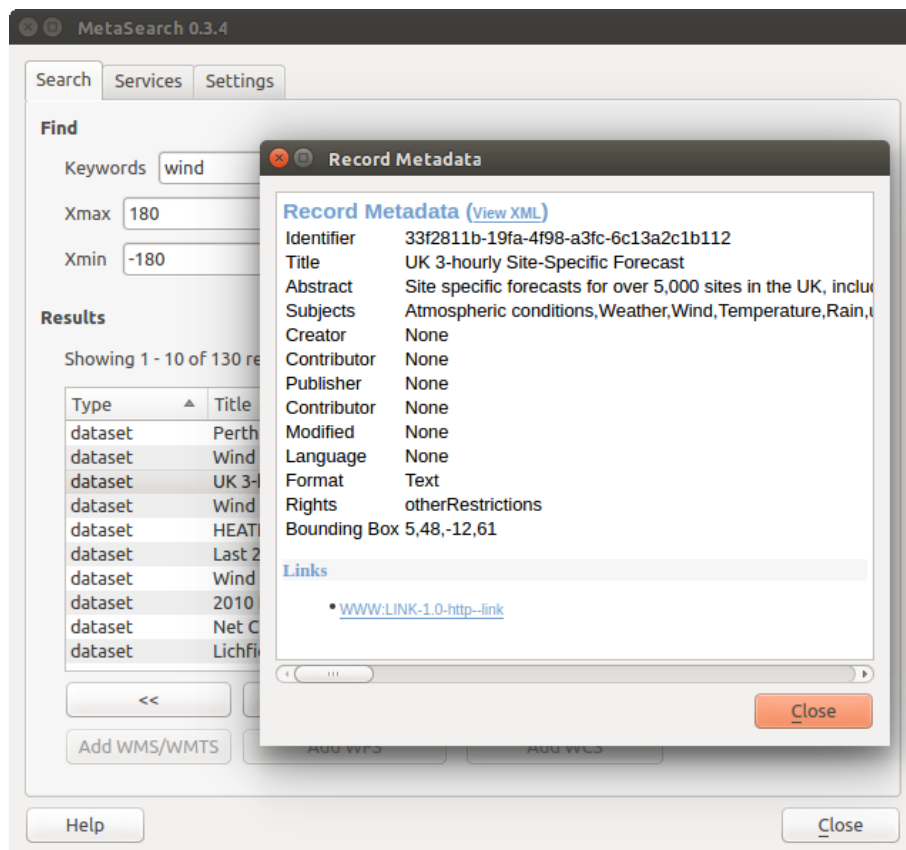 MetaSearch 0.3.4
Search Services Settings
Find
Keywords wind
Xmax 180
Xmin -180
Results
Showing 1 - 10 of 130
Type Title
dataset Perth
dataset Wind
dataset UK
dataset Wind
dataset
dataset Last 2
dataset Wind
dataset 2010
dataset Net C
dataset
<<
Add WMS/WMTS Add WFS Add WCS
Help Close
Record Metadata
Record Metadata (View XML)
Identifier 33f2811b-19fa-4f98-a3fc-6c13a2c1b112
Title UK 3-hourly Site-Specific Forecast
Abstract Site specific forecasts for over 5,000 sites in the UK,
Subjects Atmospheric conditions,Weather,Wind,Temperature,Rain,
Creator None
Contributor None
Publisher None
Contributor None
Modified None
Language None
Format Text
Rights otherRestrictions
Bounding Box 5,48,-12,61
Links
WWW:LINK-1.0-http--link
Close